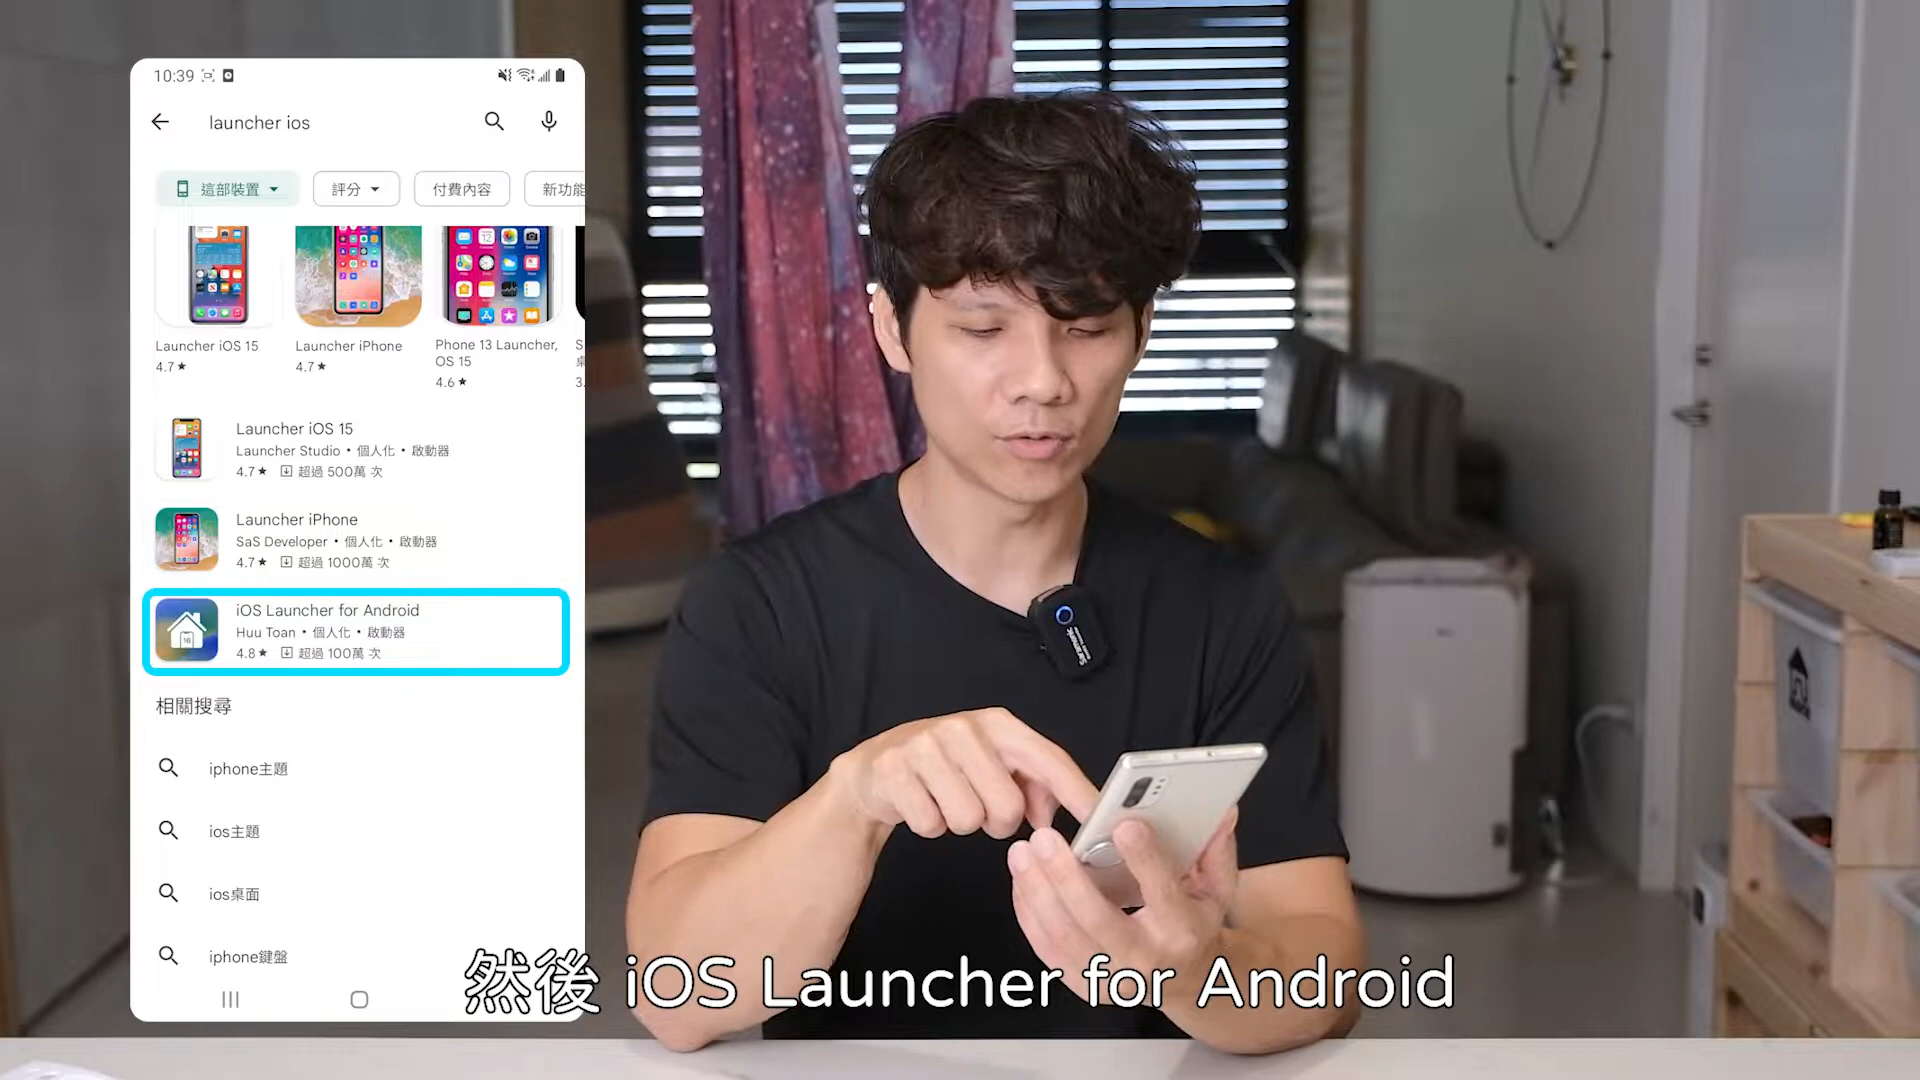 10:39
launcher ios
這部裝置
評分
付費內容
新功能
Launcher iOS 15
4.7★
Launcher iPhone
4.7★
Phone 13 Launcher,
OS 15
4.6★
Launcher iOS 15
Launcher Studio • 個人化 • 啟動器
4.7★ 超過 500萬 次
Launcher iPhone
SaS Developer • 個人化 • 啟動器
4.7★ 超過 1000萬 次
iOS Launcher for Android
Huu Toan • 個人化 • 啟動器
4.8★ 超過 100萬 次
相關搜尋
iphone主題
ios主題
ios桌面
iphone鍵盤
Saramonic
然後 iOS Launcher for Android